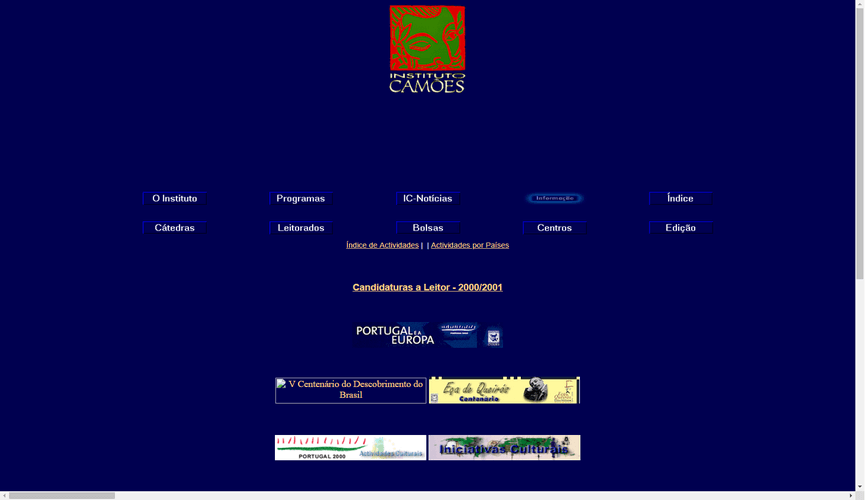 INSTITUTO
CAMÕES
O Instituto
Programas
IC-Notícias
Informação
Índice
Cátedras
Leitorados
Bolsas
Centros
Edição
Índice de Actividades | | Actividades por Países
Candidaturas a Leitor - 2000/2001
PORTUGAL E A
EUROPA
V Centenário do Descobrimento do
Brasil
Eça de Queirós
Centenário
PORTUGAL 2000
Actividades Culturais
Iniciativas Culturais